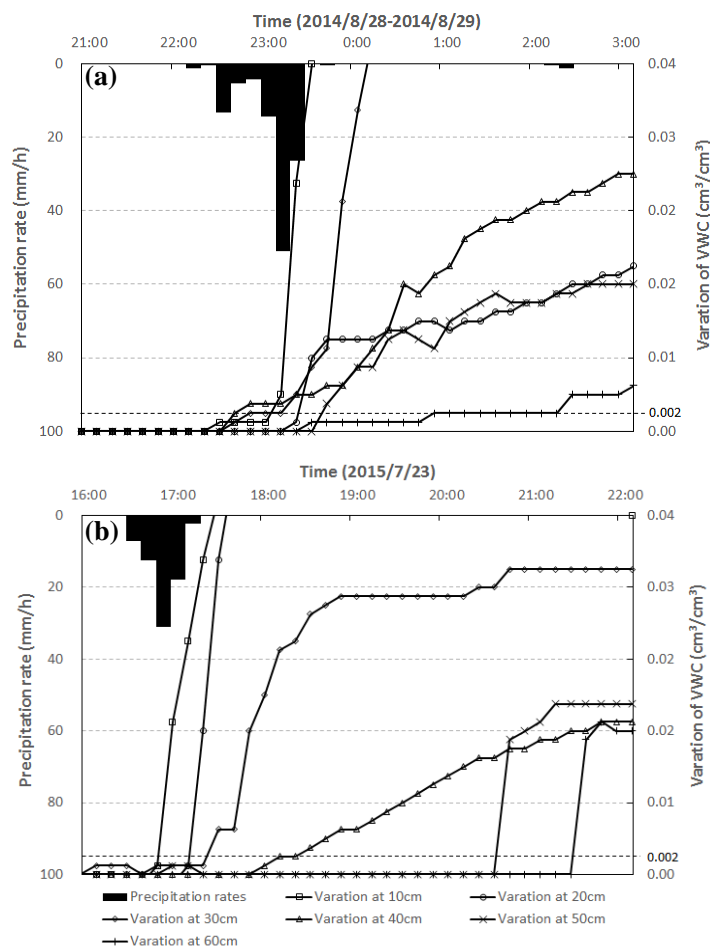 Time (2014/8/28-2014/8/29)
21:00 22:00 23:00 0:00 1:00 2:00 3:00
(a)
Precipitation rate (mm/h)
0
20
40
60
80
100
0.04
0.03
0.02
0.02
0.01
0.002
0.00
Varation of VWC (cm³/cm³)
Time (2015/7/23)
16:00 17:00 18:00 19:00 20:00 21:00 22:00
(b)
Precipitation rate (mm/h)
0
20
40
60
80
100
0.04
0.03
0.02
0.02
0.01
0.002
0.00
Varation of VWC (cm³/cm³)
Precipitation rates Varation at 10cm Varation at 20cm
Varation at 30cm Varation at 40cm Varation at 50cm
Varation at 60cm